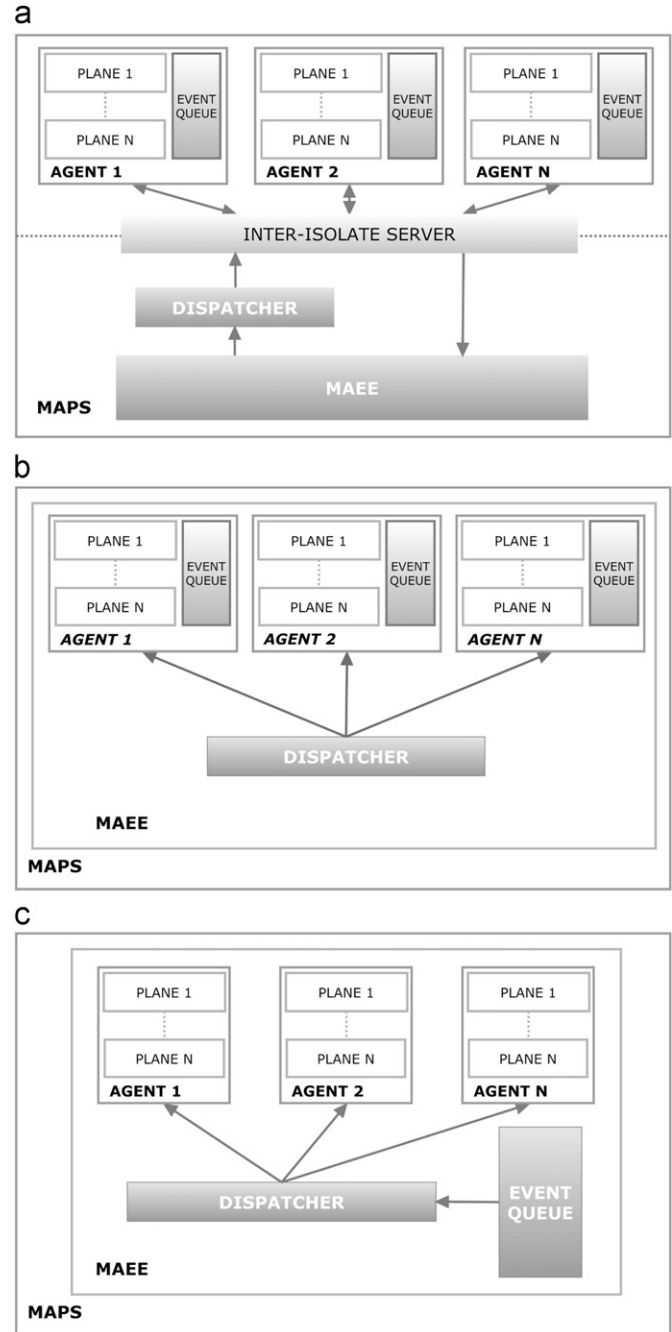 a
PLANE 1
PLANE N
EVENT
QUEUE
AGENT 1
PLANE 1
PLANE N
EVENT
QUEUE
AGENT 2
PLANE 1
PLANE N
EVENT
QUEUE
AGENT N
INTER-ISOLATE SERVER
DISPATCHER
MAEE
MAPS
b
PLANE 1
PLANE N
EVENT
QUEUE
AGENT 1
PLANE 1
PLANE N
EVENT
QUEUE
AGENT 2
PLANE 1
PLANE N
EVENT
QUEUE
AGENT N
DISPATCHER
MAEE
MAPS
c
PLANE 1
PLANE N
AGENT 1
PLANE 1
PLANE N
AGENT 2
PLANE 1
PLANE N
AGENT N
DISPATCHER
EVENT
QUEUE
MAEE
MAPS